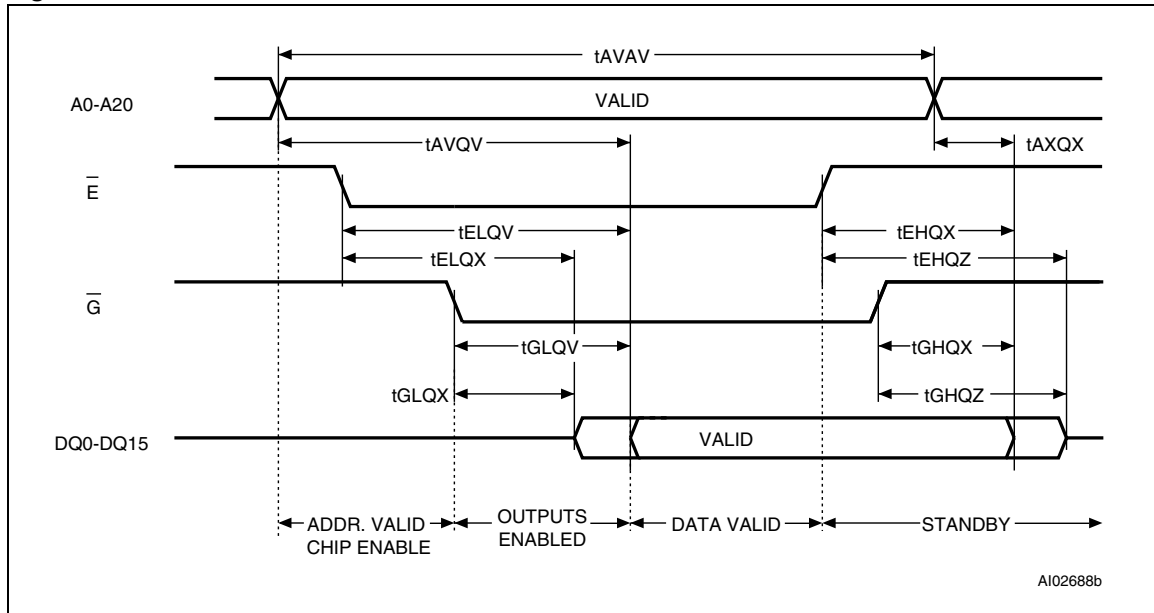 tAVAV
A0-A20
VALID
tAVQV
tAXQX
E
tELQV
tEHQX
tELQX
tEHQZ
G
tGLQV
tGHQX
tGLQX
tGHQZ
DQ0-DQ15
VALID
ADDR. VALID
CHIP ENABLE
OUTPUTS
ENABLED
DATA VALID
STANDBY
AI02688b